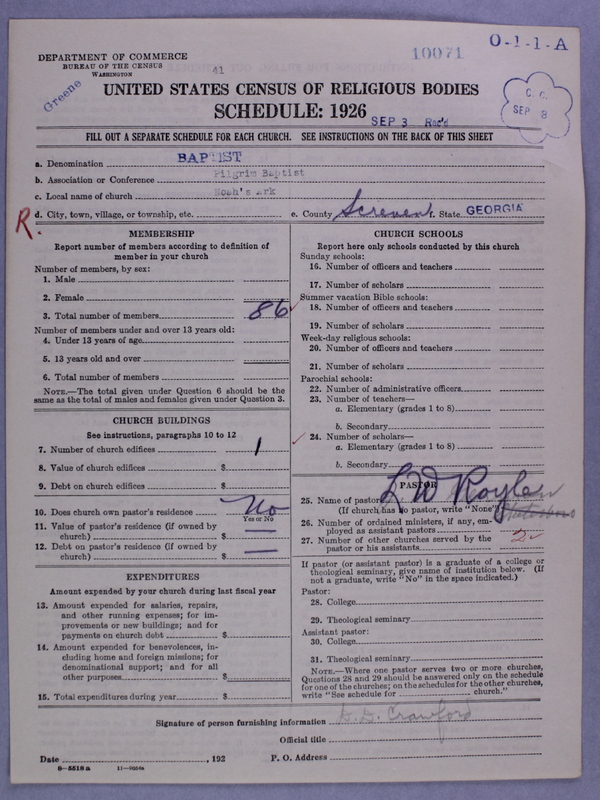 DEPARTMENT OF COMMERCE
BUREAU OF THE CENSUS
WASHINGTON
41
10071
O-1-1-A
Greene
UNITED STATES CENSUS OF RELIGIOUS BODIES
SCHEDULE: 1926
SEP 3 Rec'd
C. C.
SEP 3
FILL OUT A SEPARATE SCHEDULE FOR EACH CHURCH. SEE INSTRUCTIONS ON THE BACK OF THIS SHEET
a. Denomination BAPTIST
b. Association or Conference Pilgrim Baptist
c. Local name of church Noah's Ark
R.
d. City, town, village, or township, etc. e. County Screven f. State GEORGIA
MEMBERSHIP
Report number of members according to definition of
member in your church
Number of members, by sex:
1. Male
2. Female
3. Total number of members 86
Number of members under and over 13 years old:
4. Under 13 years of age
5. 13 years old and over
6. Total number of members
NOTE.—The total given under Question 6 should be the
same as the total of males and females given under Question 3.
CHURCH BUILDINGS
See instructions, paragraphs 10 to 12
7. Number of church edifices 1
8. Value of church edifices $
9. Debt on church edifices $
10. Does church own pastor's residence No
Yes or No
11. Value of pastor's residence (if owned by
church) $
12. Debt on pastor's residence (if owned by
church) $
EXPENDITURES
Amount expended by your church during last fiscal year
13. Amount expended for salaries, repairs,
and other running expenses; for im-
provements or new buildings; and for
payments on church debt $
14. Amount expended for benevolences, in-
cluding home and foreign missions; for
denominational support; and for all
other purposes $
15. Total expenditures during year $
CHURCH SCHOOLS
Report here only schools conducted by this church
Sunday schools:
16. Number of officers and teachers
17. Number of scholars
Summer vacation Bible schools:
18. Number of officers and teachers
19. Number of scholars
Week-day religious schools:
20. Number of officers and teachers
21. Number of scholars
Parochial schools:
22. Number of administrative officers
23. Number of teachers—
a. Elementary (grades 1 to 8)
b. Secondary
24. Number of scholars—
a. Elementary (grades 1 to 8)
b. Secondary
PASTOR
25. Name of pastor L. W.
(If church has no pastor, write "None")
26. Number of ordained ministers, if any, em-
ployed as assistant pastors
27. Number of other churches served by the
pastor or his assistants 2
If pastor (or assistant pastor) is a graduate of a college or
theological seminary, give name of institution below. (If
not a graduate, write "No" in the space indicated.)
Pastor:
28. College
29. Theological seminary
Assistant pastor:
30. College
31. Theological seminary
NOTE.—Where one pastor serves two or more churches,
Questions 28 and 29 should be answered only on the schedule
for one of the churches; on the schedules for the other churches,
write "See schedule for church."
Signature of person furnishing information Crawford
Official title
Date , 192 P. O. Address
8—5518a